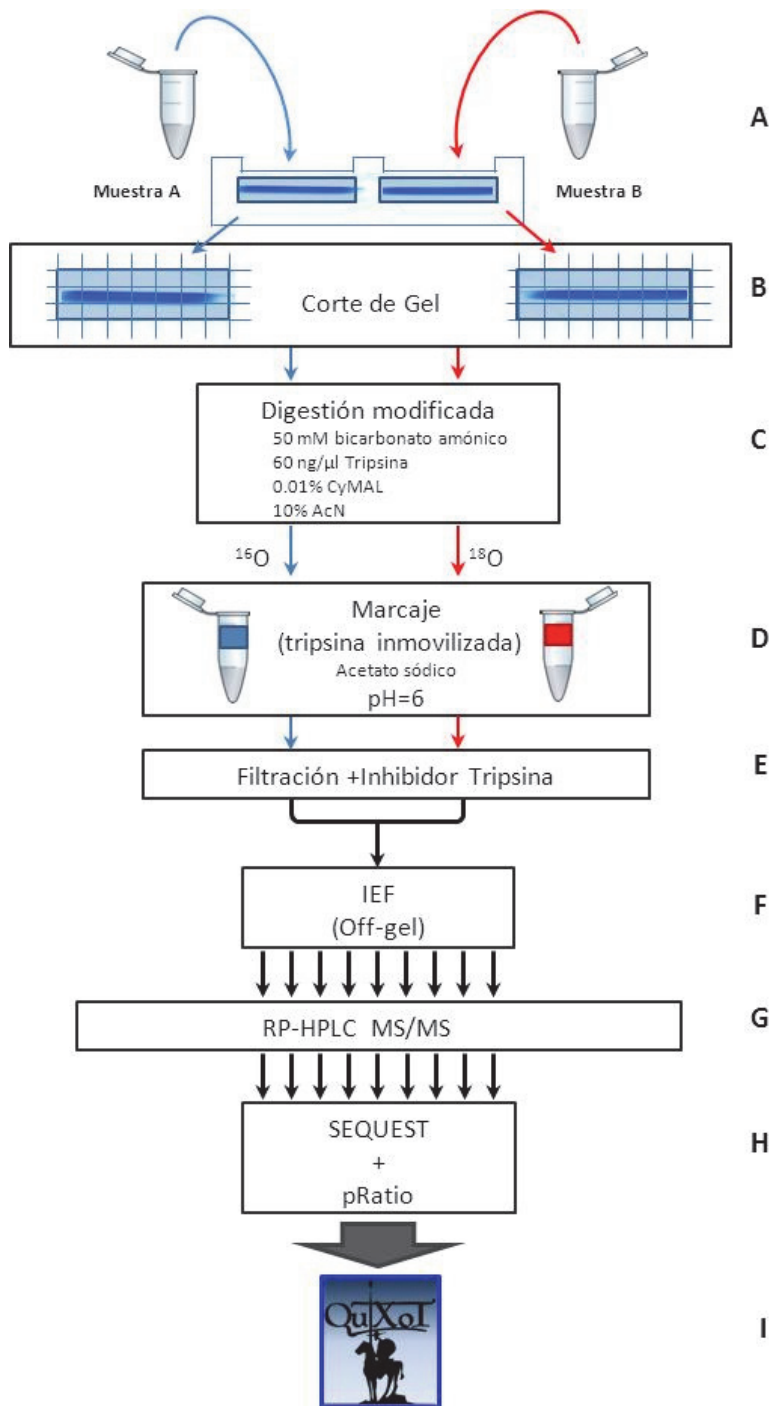 A
Muestra A
Muestra B
B
Corte de Gel
C
Digestión modificada
50 mM bicarbonato amónico
60 ng/µl Tripsina
0.01% CyMAL
10% AcN
16O
18O
D
Marcaje
(tripsina inmovilizada)
Acetato sódico
pH=6
E
Filtración +Inhibidor Tripsina
F
IEF
(Off-gel)
G
RP-HPLC MS/MS
H
SEQUEST
+
pRatio
QuiXoT
I